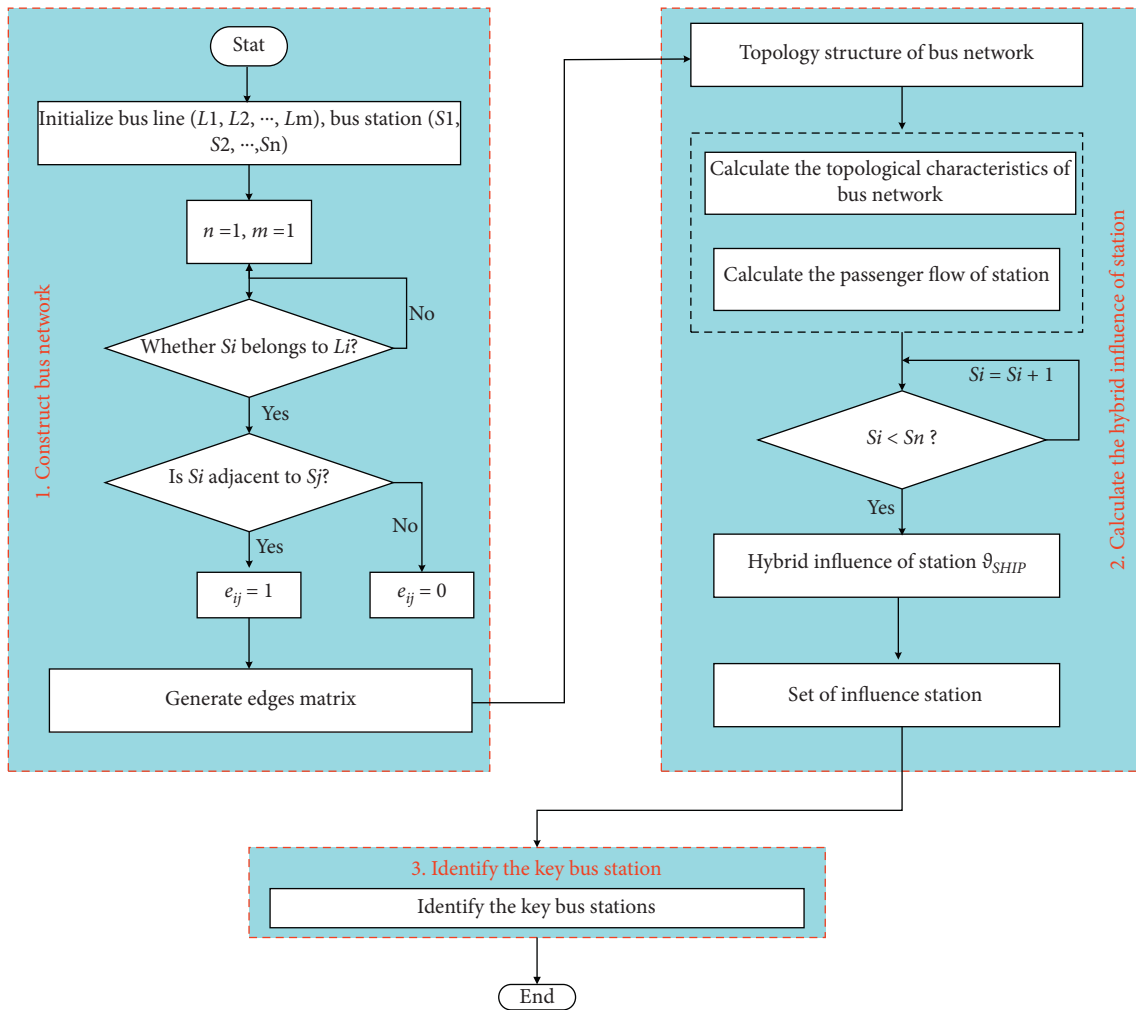 Stat
Initialize bus line (L1, L2, ···, Lm), bus station (S1,
S2, ···,Sn)
n =1, m =1
No
Whether Si belongs to Li?
Yes
Is Si adjacent to Sj?
No
Yes
eij = 1
eij = 0
Generate edges matrix
1. Construct bus network
Topology structure of bus network
Calculate the topological characteristics of
bus network
Calculate the passenger flow of station
Si = Si + 1
Si < Sn ?
Yes
Hybrid influence of station ϑSHIP
Set of influence station
2. Calculate the hybrid influence of station
3. Identify the key bus station
Identify the key bus stations
End